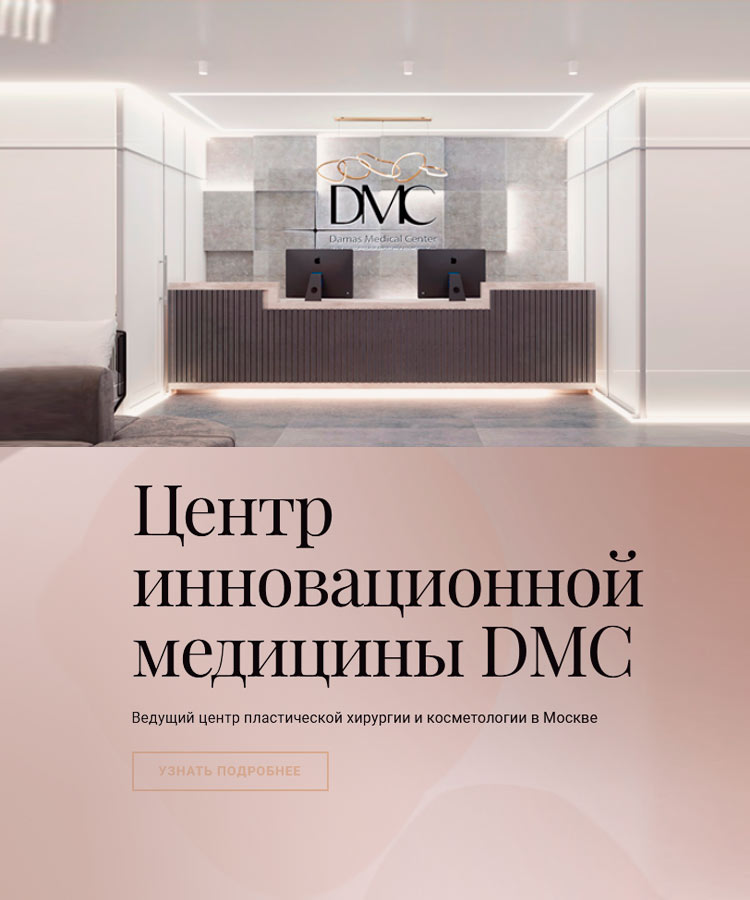 DMC
Damas Medical Center
Центр
инновационной
медицины DMC
Ведущий центр пластической хирургии и косметологии в Москве
УЗНАТЬ ПОДРОБНЕЕ